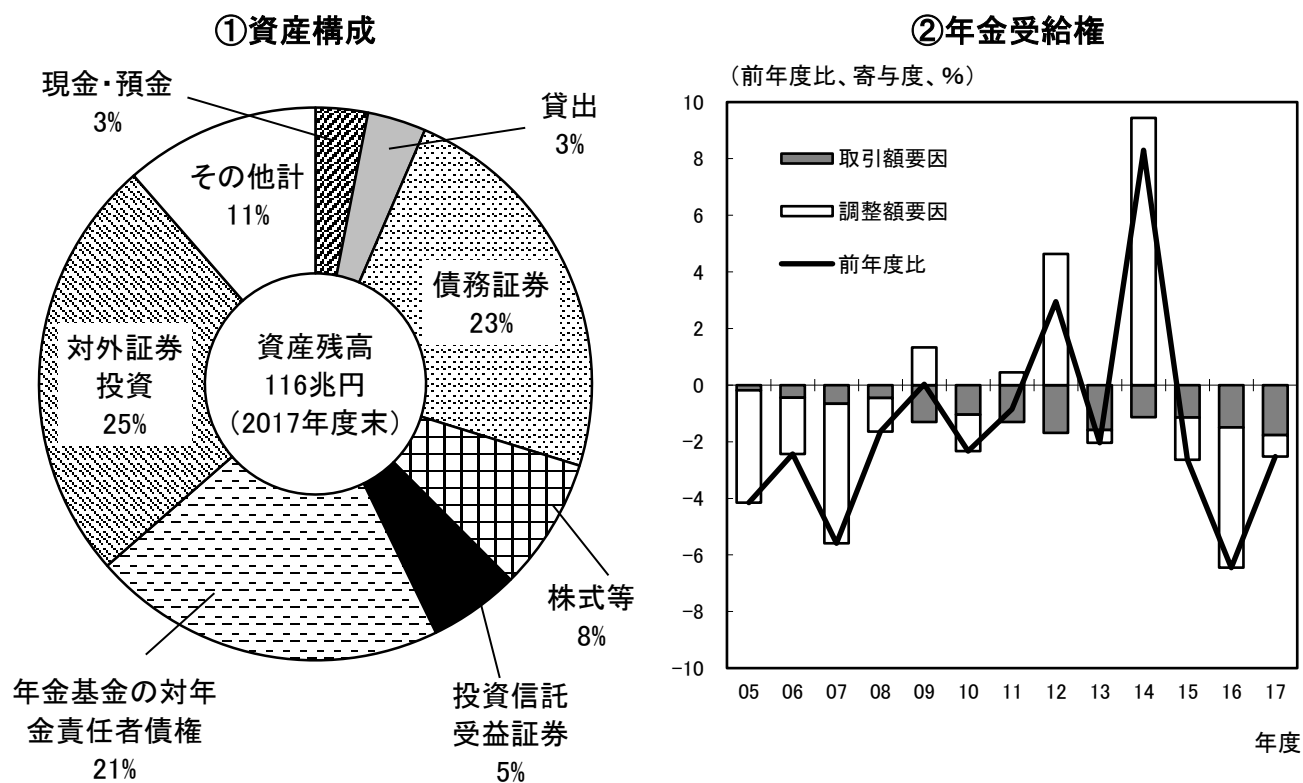 ①資産構成
現金・預金
3%
貸出
3%
その他計
11%
債務証券
23%
対外証券
投資
25%
資産残高
116兆円
(2017年度末)
株式等
8%
年金基金の対年
金責任者債権
21%
投資信託
受益証券
5%
②年金受給権
(前年度比、寄与度、%)
10
8
6
4
2
0
-2
-4
-6
-8
-10
取引額要因
調整額要因
前年度比
05 06 07 08 09 10 11 12 13 14 15 16 17
年度